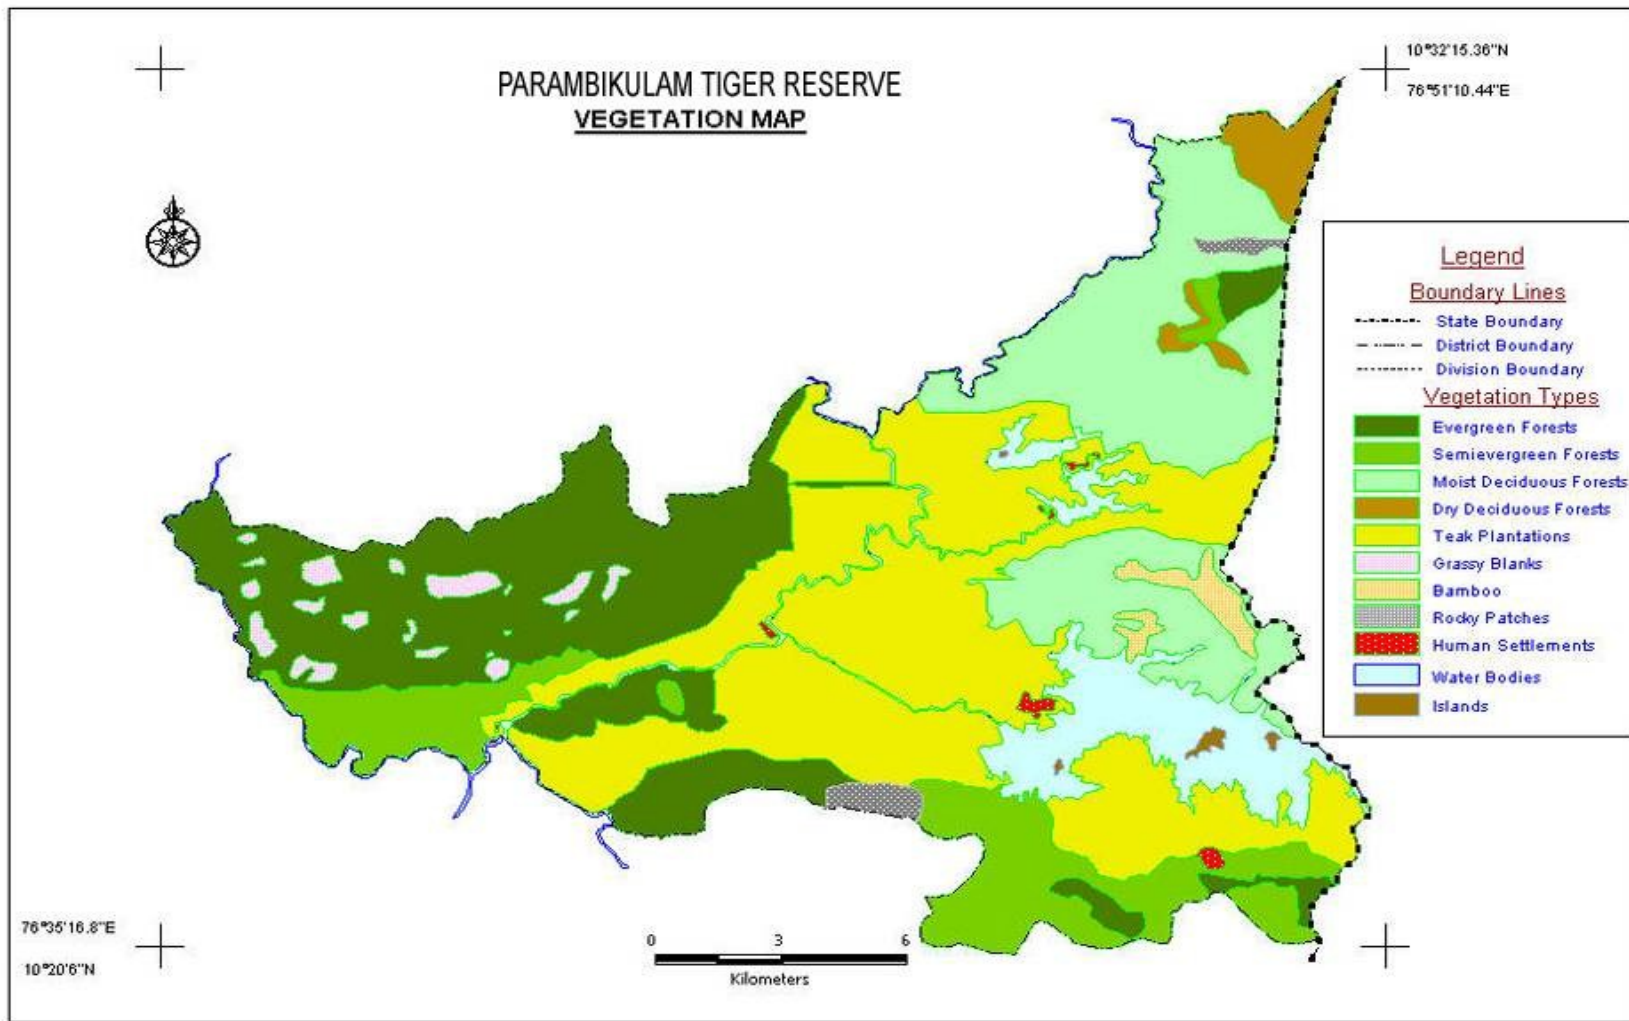 PARAMBIKULAM TIGER RESERVE
VEGETATION MAP
10°32'15.36"N
76°51'10.44"E
Legend
Boundary Lines
State Boundary
District Boundary
Division Boundary
Vegetation Types
Evergreen Forests
Semievergreen Forests
Moist Deciduous Forests
Dry Deciduous Forests
Teak Plantations
Grassy Blanks
Bamboo
Rocky Patches
Human Settlements
Water Bodies
Islands
76°35'16.8"E
10°20'6"N
0 3 6
Kilometers